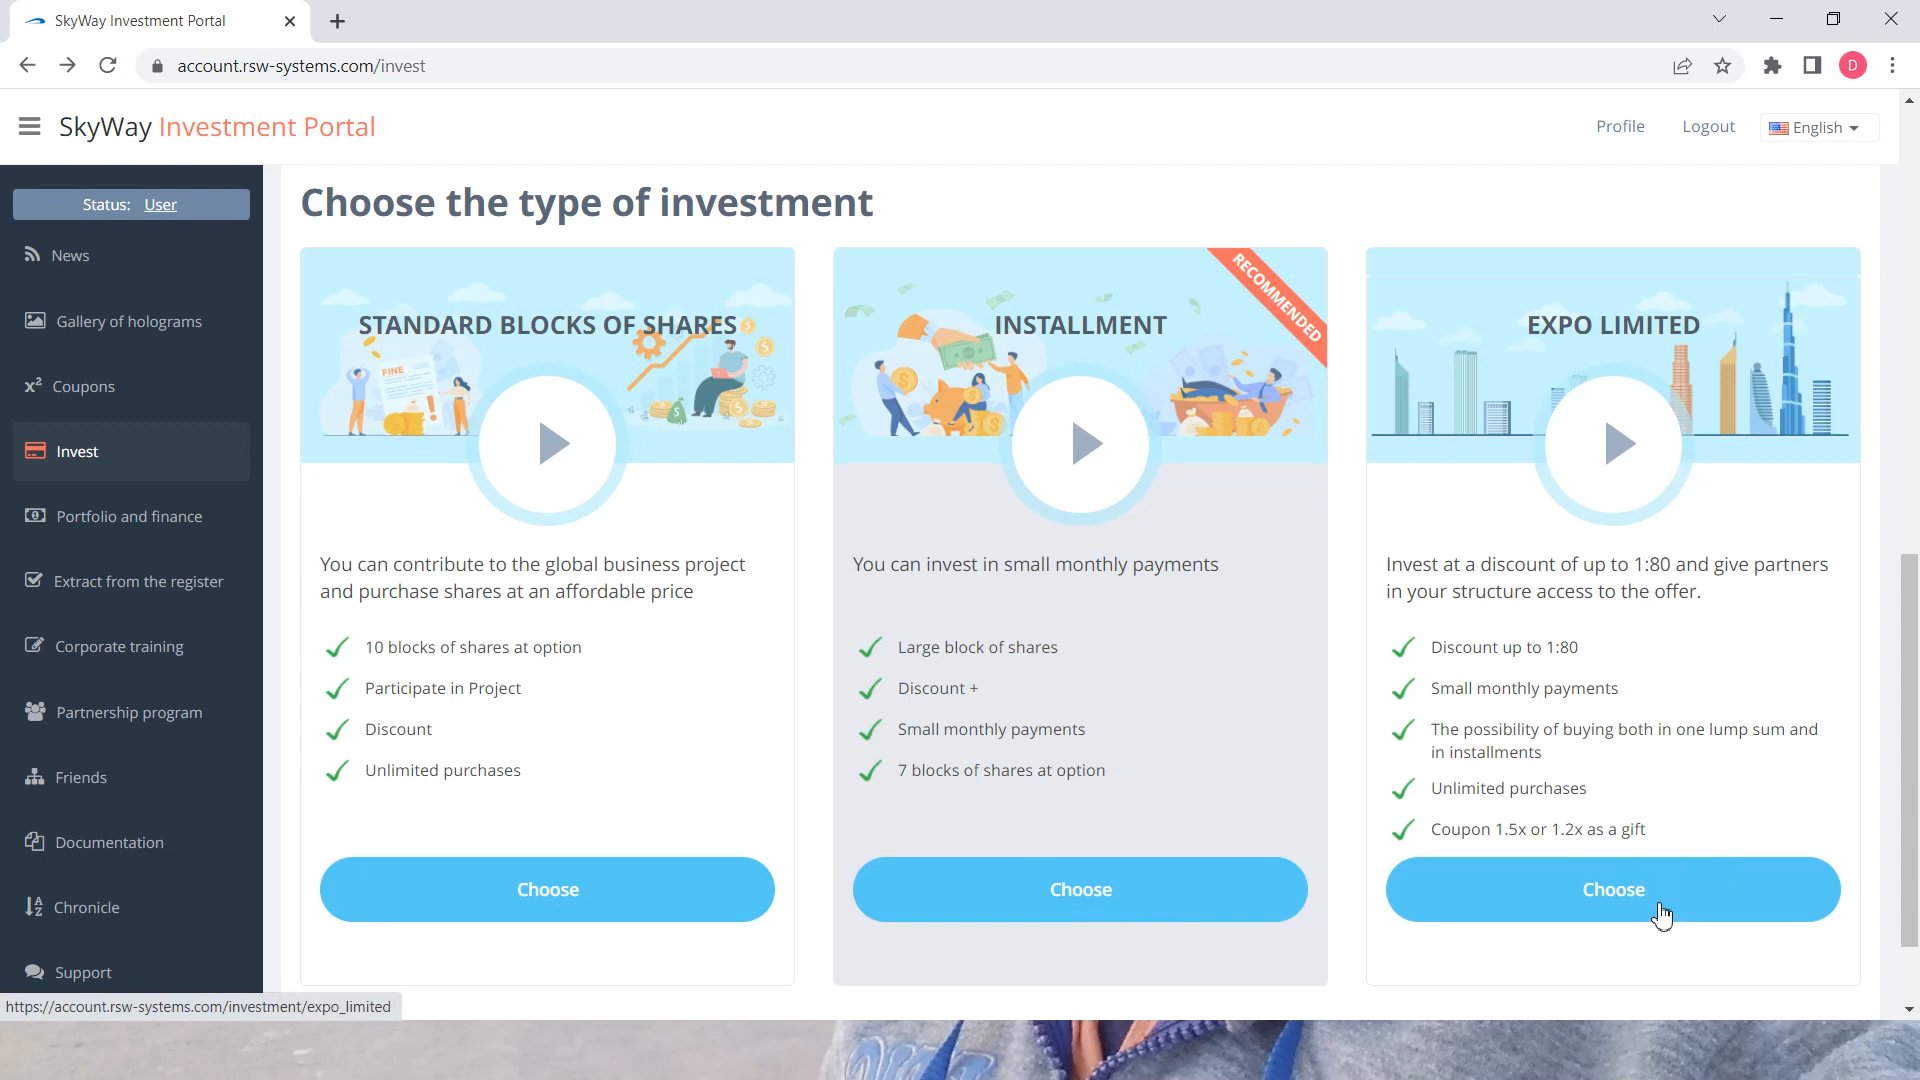 SkyWay Investment Portal
account.rsw-systems.com/invest
D
SkyWay Investment Portal
Profile
Logout
English
Status: User
News
Gallery of holograms
x² Coupons
Invest
Portfolio and finance
Extract from the register
Corporate training
Partnership program
Friends
Documentation
Chronicle
Support
Choose the type of investment
STANDARD BLOCKS OF SHARES
FINE
You can contribute to the global business project
and purchase shares at an affordable price
10 blocks of shares at option
Participate in Project
Discount
Unlimited purchases
Choose
RECOMMENDED
INSTALLMENT
You can invest in small monthly payments
Large block of shares
Discount +
Small monthly payments
7 blocks of shares at option
Choose
EXPO LIMITED
Invest at a discount of up to 1:80 and give partners
in your structure access to the offer.
Discount up to 1:80
Small monthly payments
The possibility of buying both in one lump sum and
in installments
Unlimited purchases
Coupon 1.5x or 1.2x as a gift
Choose
https://account.rsw-systems.com/investment/expo_limited